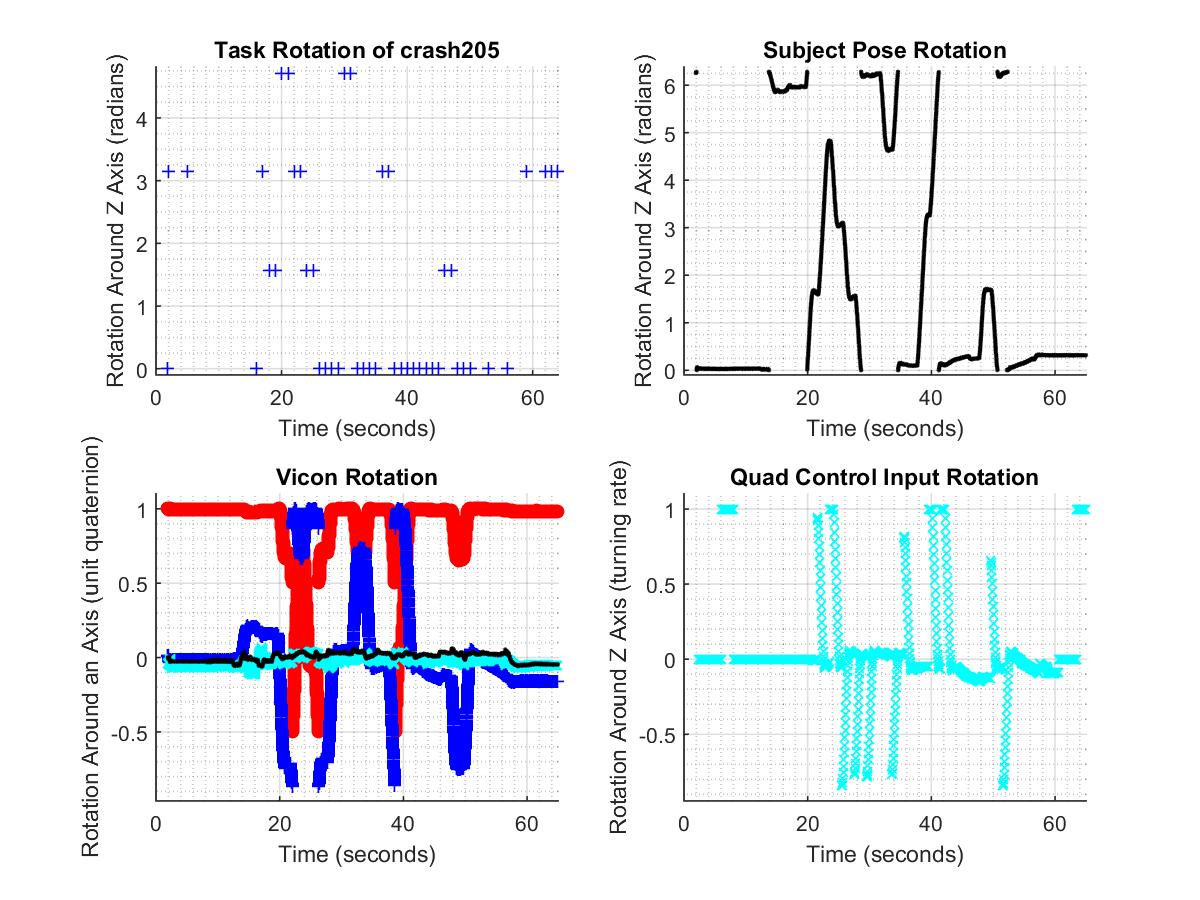 Task Rotation of crash205
Rotation Around Z Axis (radians)
4
3
2
1
0
0 20 40 60
Time (seconds)
Subject Pose Rotation
Rotation Around Z Axis (radians)
6
5
4
3
2
1
0
0 20 40 60
Time (seconds)
Vicon Rotation
Rotation Around an Axis (unit quaternion)
1
0.5
0
-0.5
0 20 40 60
Time (seconds)
Quad Control Input Rotation
Rotation Around Z Axis (turning rate)
1
0.5
0
-0.5
0 20 40 60
Time (seconds)